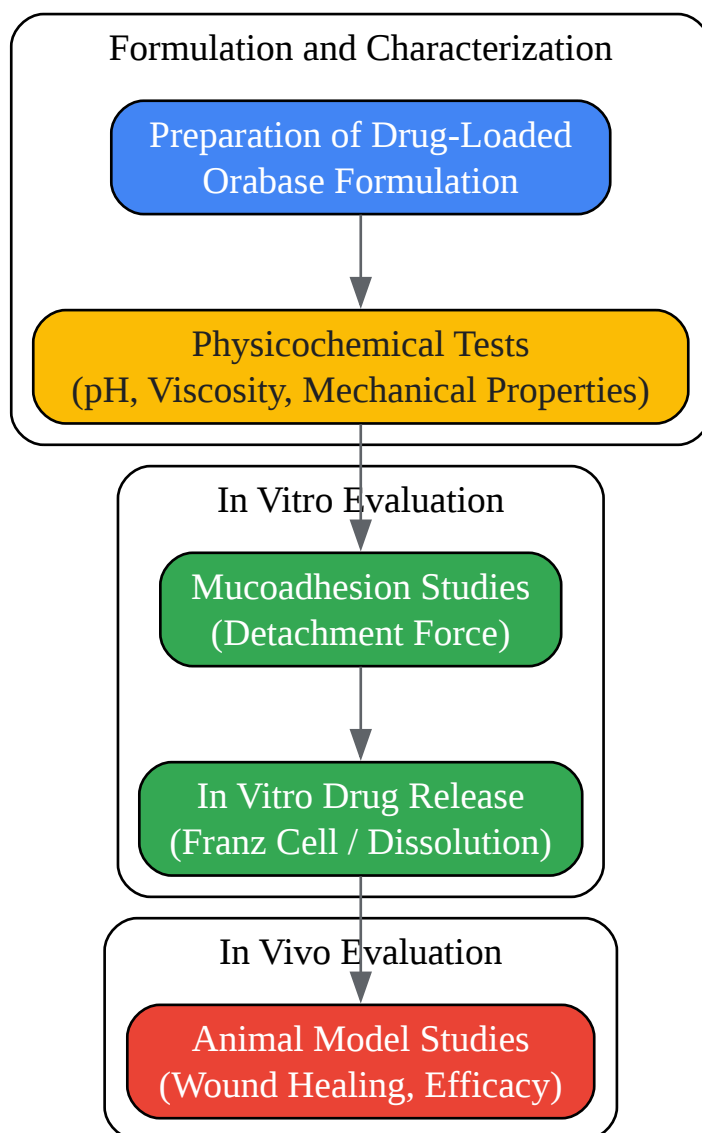 Formulation and Characterization
Preparation of Drug-Loaded
Orabase Formulation
Physicochemical Tests
(pH, Viscosity, Mechanical Properties)
In Vitro Evaluation
Mucoadhesion Studies
(Detachment Force)
In Vitro Drug Release
(Franz Cell / Dissolution)
In Vivo Evaluation
Animal Model Studies
(Wound Healing, Efficacy)